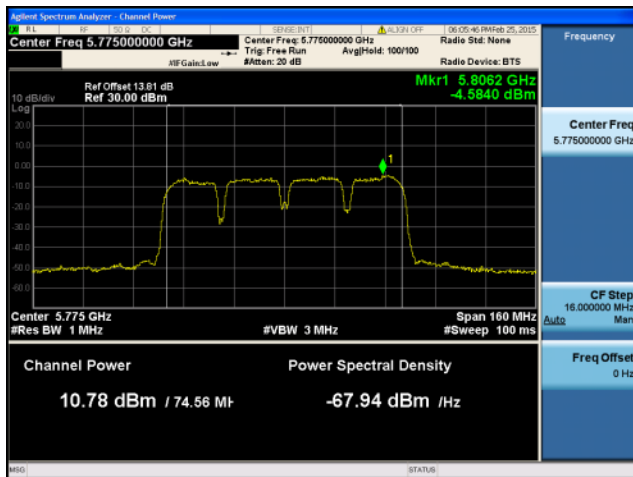 Agilent Spectrum Analyzer - Channel Power
RL RF 50 Ω DC SENSE:INT ALIGN OFF 06:05:46 PM Feb 25, 2015
Center Freq 5.775000000 GHz
Center Freq: 5.775000000 GHz
Radio Std: None
Trig: Free Run Avg|Hold: 100/100
#IFGain:Low #Atten: 20 dB Radio Device: BTS
Frequency
Ref Offset 13.81 dB
Mkr1 5.8062 GHz
10 dB/div Ref 30.00 dBm -4.5840 dBm
Log
20.0
10.0
0.00
-10.0
-20.0
-30.0
-40.0
-50.0
-60.0
1
Center 5.775 GHz Span 160 MHz
#Res BW 1 MHz #VBW 3 MHz #Sweep 100 ms
Channel Power Power Spectral Density
10.78 dBm / 74.56 MH -67.94 dBm /Hz
Center Freq
5.775000000 GHz
CF Step
16.000000 MHz
Auto Man
Freq Offset
0 Hz
MSG STATUS